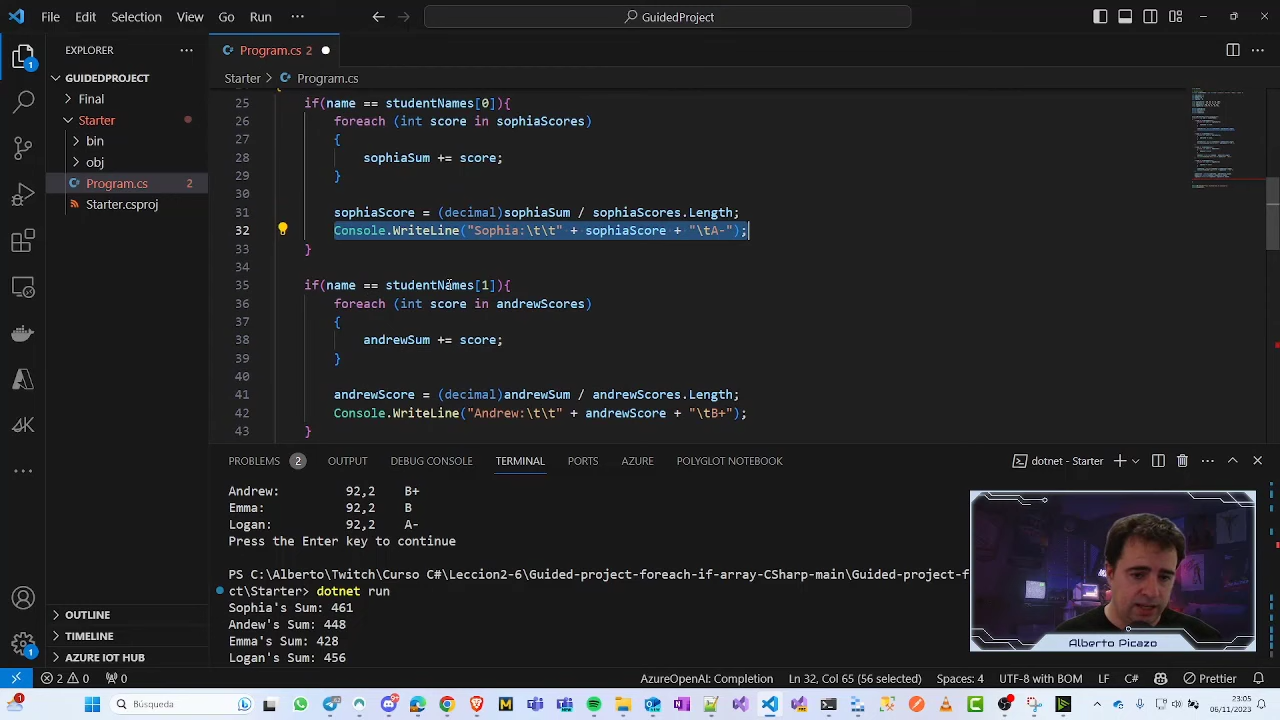 File Edit Selection View Go Run ···
GuidedProject
EXPLORER
GUIDEDPROJECT
Final
Starter
bin
obj
Program.cs 2
Starter.csproj
OUTLINE
TIMELINE
AZURE IOT HUB
Program.cs 2
Starter > Program.cs
25 if(name == studentNames[0]){
26 foreach (int score in sophiaScores)
27 {
28 sophiaSum += score;
29 }
30
31 sophiaScore = (decimal)sophiaSum / sophiaScores.Length;
32 Console.WriteLine("Sophia:\t\t" + sophiaScore + "\tA-");
33 }
34
35 if(name == studentNames[1]){
36 foreach (int score in andrewScores)
37 {
38 andrewSum += score;
39 }
40
41 andrewScore = (decimal)andrewSum / andrewScores.Length;
42 Console.WriteLine("Andrew:\t\t" + andrewScore + "\tB+");
43 }
PROBLEMS 2 OUTPUT DEBUG CONSOLE TERMINAL PORTS AZURE POLYGLOT NOTEBOOK
dotnet - Starter
Andrew: 92,2 B+
Emma: 92,2 B
Logan: 92,2 A-
Press the Enter key to continue
PS C:\Alberto\Twitch\Curso C#\Leccion2-6\Guided-project-foreach-if-array-CSharp-main\Guided-project-f
ct\Starter> dotnet run
Sophia's Sum: 461
Andew's Sum: 448
Emma's Sum: 428
Logan's Sum: 456
Alberto Picazo
2 0 0
AzureOpenAI: Completion Ln 32, Col 65 (56 selected) Spaces: 4 UTF-8 with BOM LF C# Prettier
Búsqueda
23:05
06/11/2023